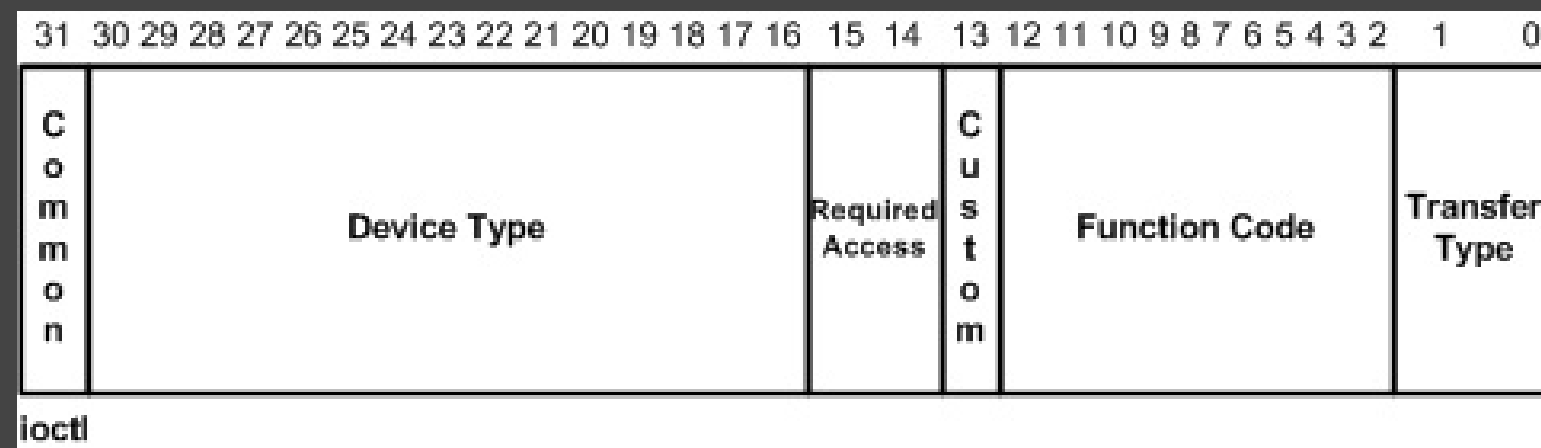 31 30 29 28 27 26 25 24 23 22 21 20 19 18 17 16 15 14 13 12 11 10 9 8 7 6 5 4 3 2 1 0
Common
Device Type
Required
Access
Custom
Function Code
Transfer
Type
ioctl